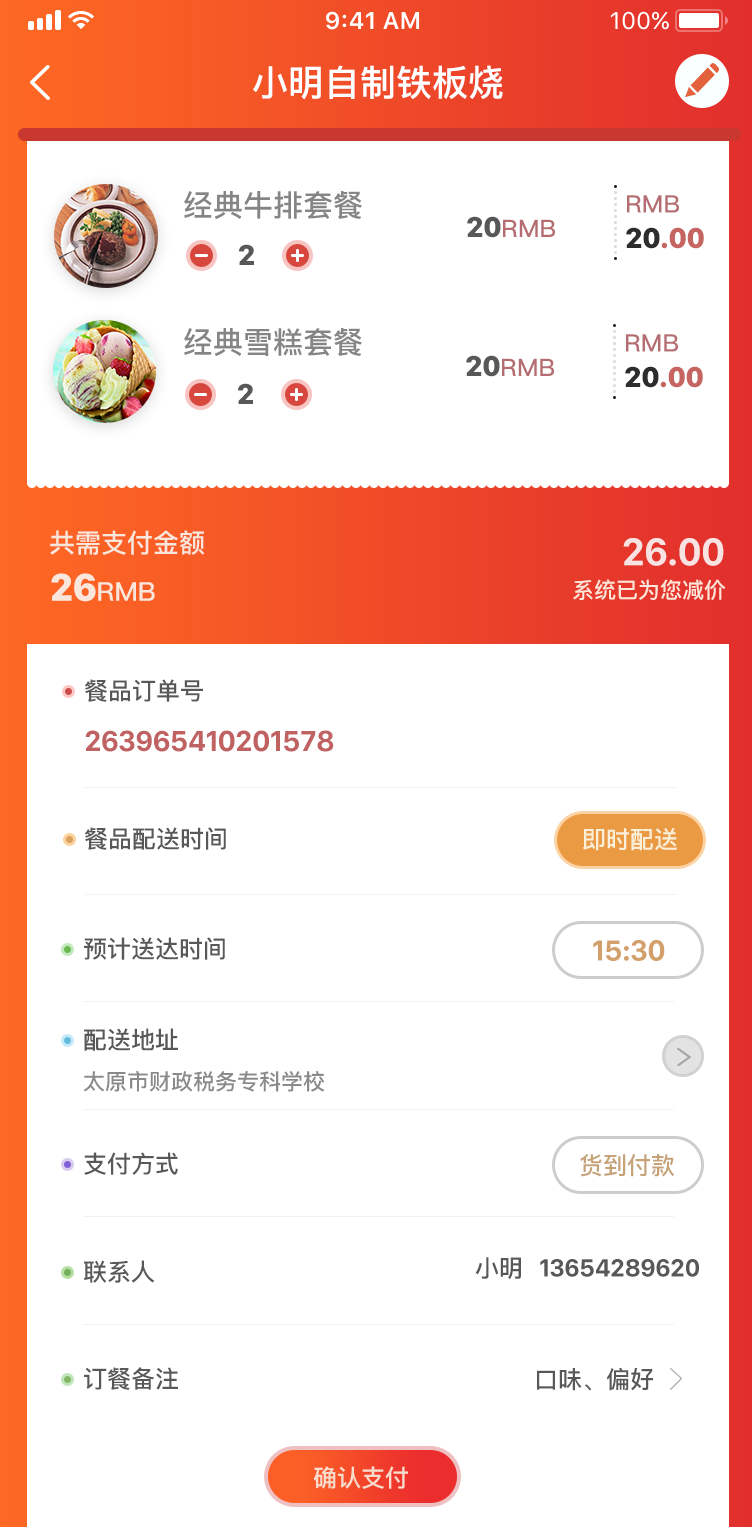 9:41 AM 100%
小明自制铁板烧
经典牛排套餐
2
20RMB
RMB
20.00
经典雪糕套餐
2
20RMB
RMB
20.00
共需支付金额
26RMB
26.00
系统已为您减价
餐品订单号
263965410201578
餐品配送时间 即时配送
预计送达时间 15:30
配送地址
太原市财政税务专科学校
支付方式 货到付款
联系人 小明 13654289620
订餐备注 口味、偏好
确认支付